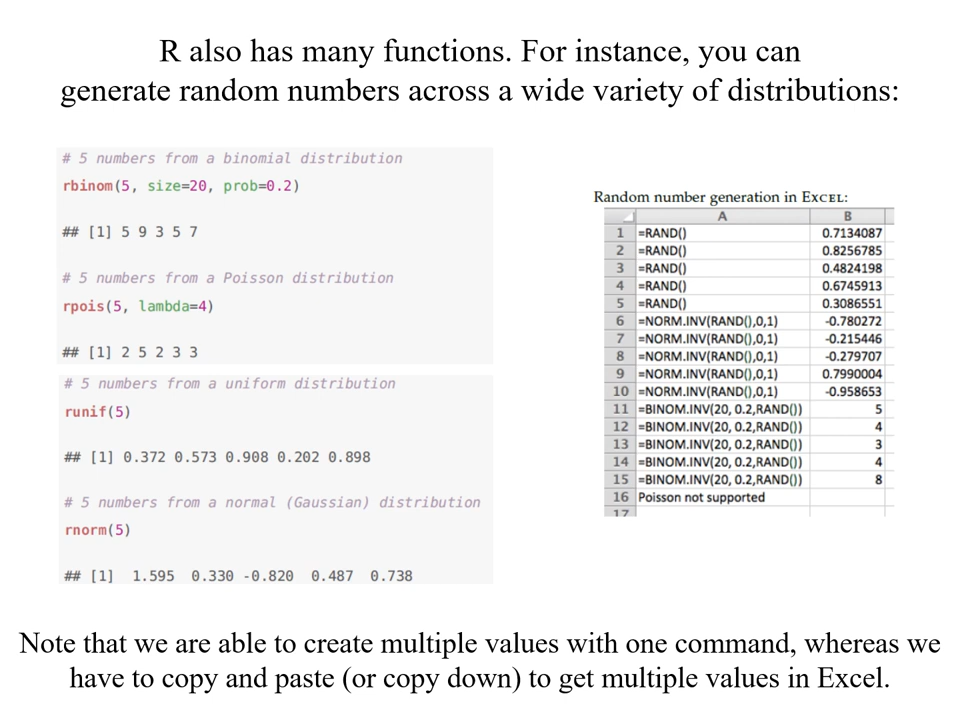 R also has many functions. For instance, you can
generate random numbers across a wide variety of distributions:
# 5 numbers from a binomial distribution
rbinom(5, size=20, prob=0.2)
## [1] 5 9 3 5 7
# 5 numbers from a Poisson distribution
rpois(5, lambda=4)
## [1] 2 5 2 3 3
# 5 numbers from a uniform distribution
runif(5)
## [1] 0.372 0.573 0.908 0.202 0.898
# 5 numbers from a normal (Gaussian) distribution
rnorm(5)
## [1]  1.595  0.330 -0.820  0.487  0.738
Random number generation in EXCEL:
A B
1 =RAND() 0.7134087
2 =RAND() 0.8256785
3 =RAND() 0.4824198
4 =RAND() 0.6745913
5 =RAND() 0.3086551
6 =NORM.INV(RAND(),0,1) -0.780272
7 =NORM.INV(RAND(),0,1) -0.215446
8 =NORM.INV(RAND(),0,1) -0.279707
9 =NORM.INV(RAND(),0,1) 0.7990004
10 =NORM.INV(RAND(),0,1) -0.958653
11 =BINOM.INV(20, 0.2,RAND()) 5
12 =BINOM.INV(20, 0.2,RAND()) 4
13 =BINOM.INV(20, 0.2,RAND()) 3
14 =BINOM.INV(20, 0.2,RAND()) 4
15 =BINOM.INV(20, 0.2,RAND()) 8
16 Poisson not supported
17
Note that we are able to create multiple values with one command, whereas we
have to copy and paste (or copy down) to get multiple values in Excel.